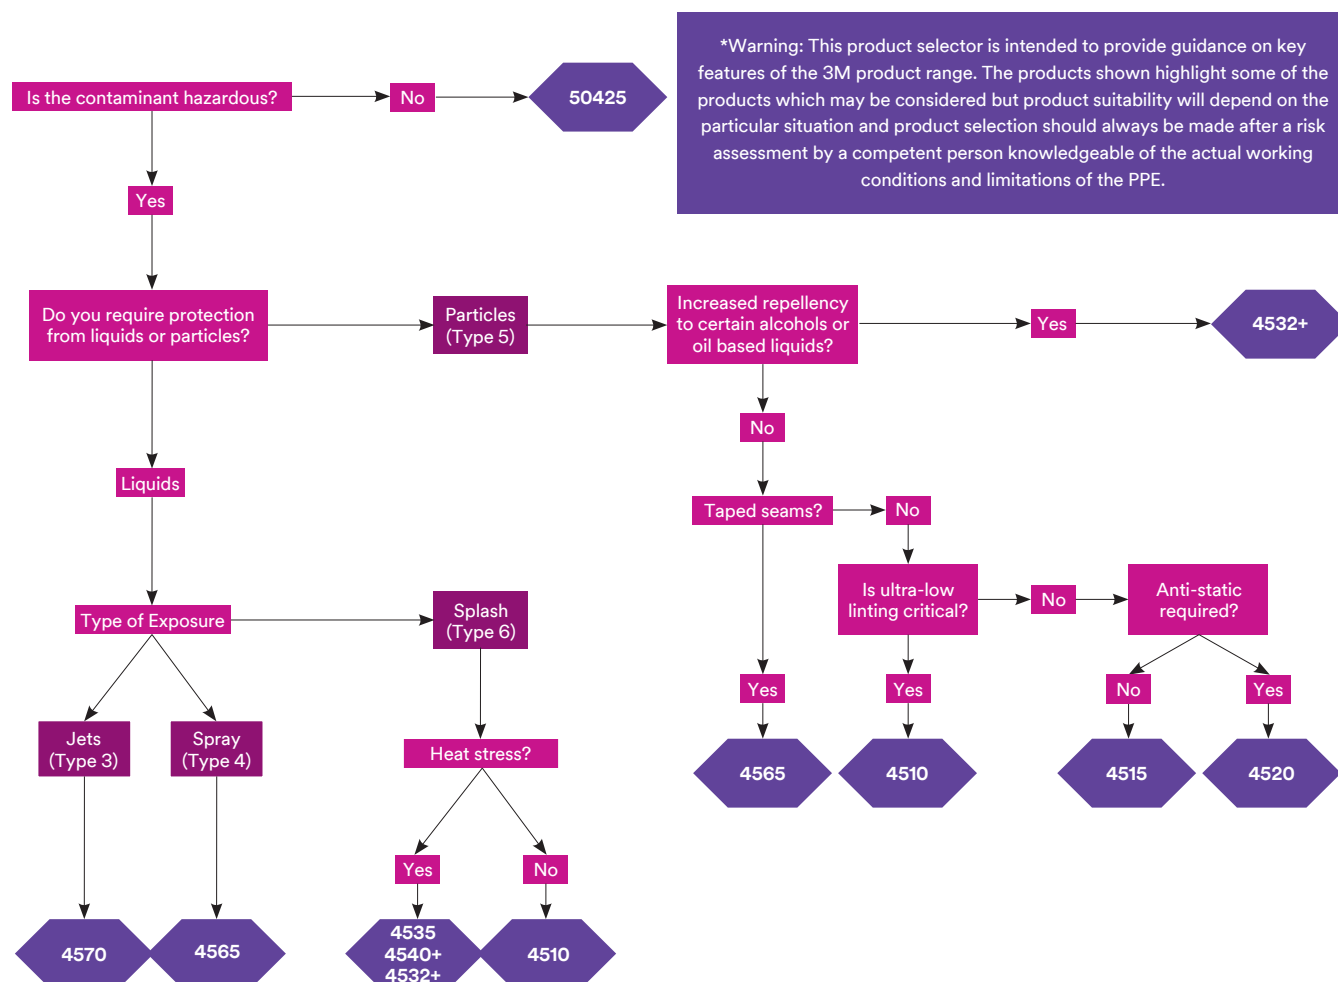 Is the contaminant hazardous?
No
50425
*Warning: This product selector is intended to provide guidance on key
features of the 3M product range. The products shown highlight some of the
products which may be considered but product suitability will depend on the
particular situation and product selection should always be made after a risk
assessment by a competent person knowledgeable of the actual working
conditions and limitations of the PPE.
Yes
Do you require protection
from liquids or particles?
Particles
(Type 5)
Increased repellency
to certain alcohols or
oil based liquids?
Yes
4532+
No
Liquids
Taped seams?
No
Is ultra-low
linting critical?
No
Anti-static
required?
Type of Exposure
Splash
(Type 6)
Yes
Yes
No
Yes
Jets
(Type 3)
Spray
(Type 4)
Heat stress?
4565
4510
4515
4520
Yes
No
4570
4565
4535
4540+
4532+
4510